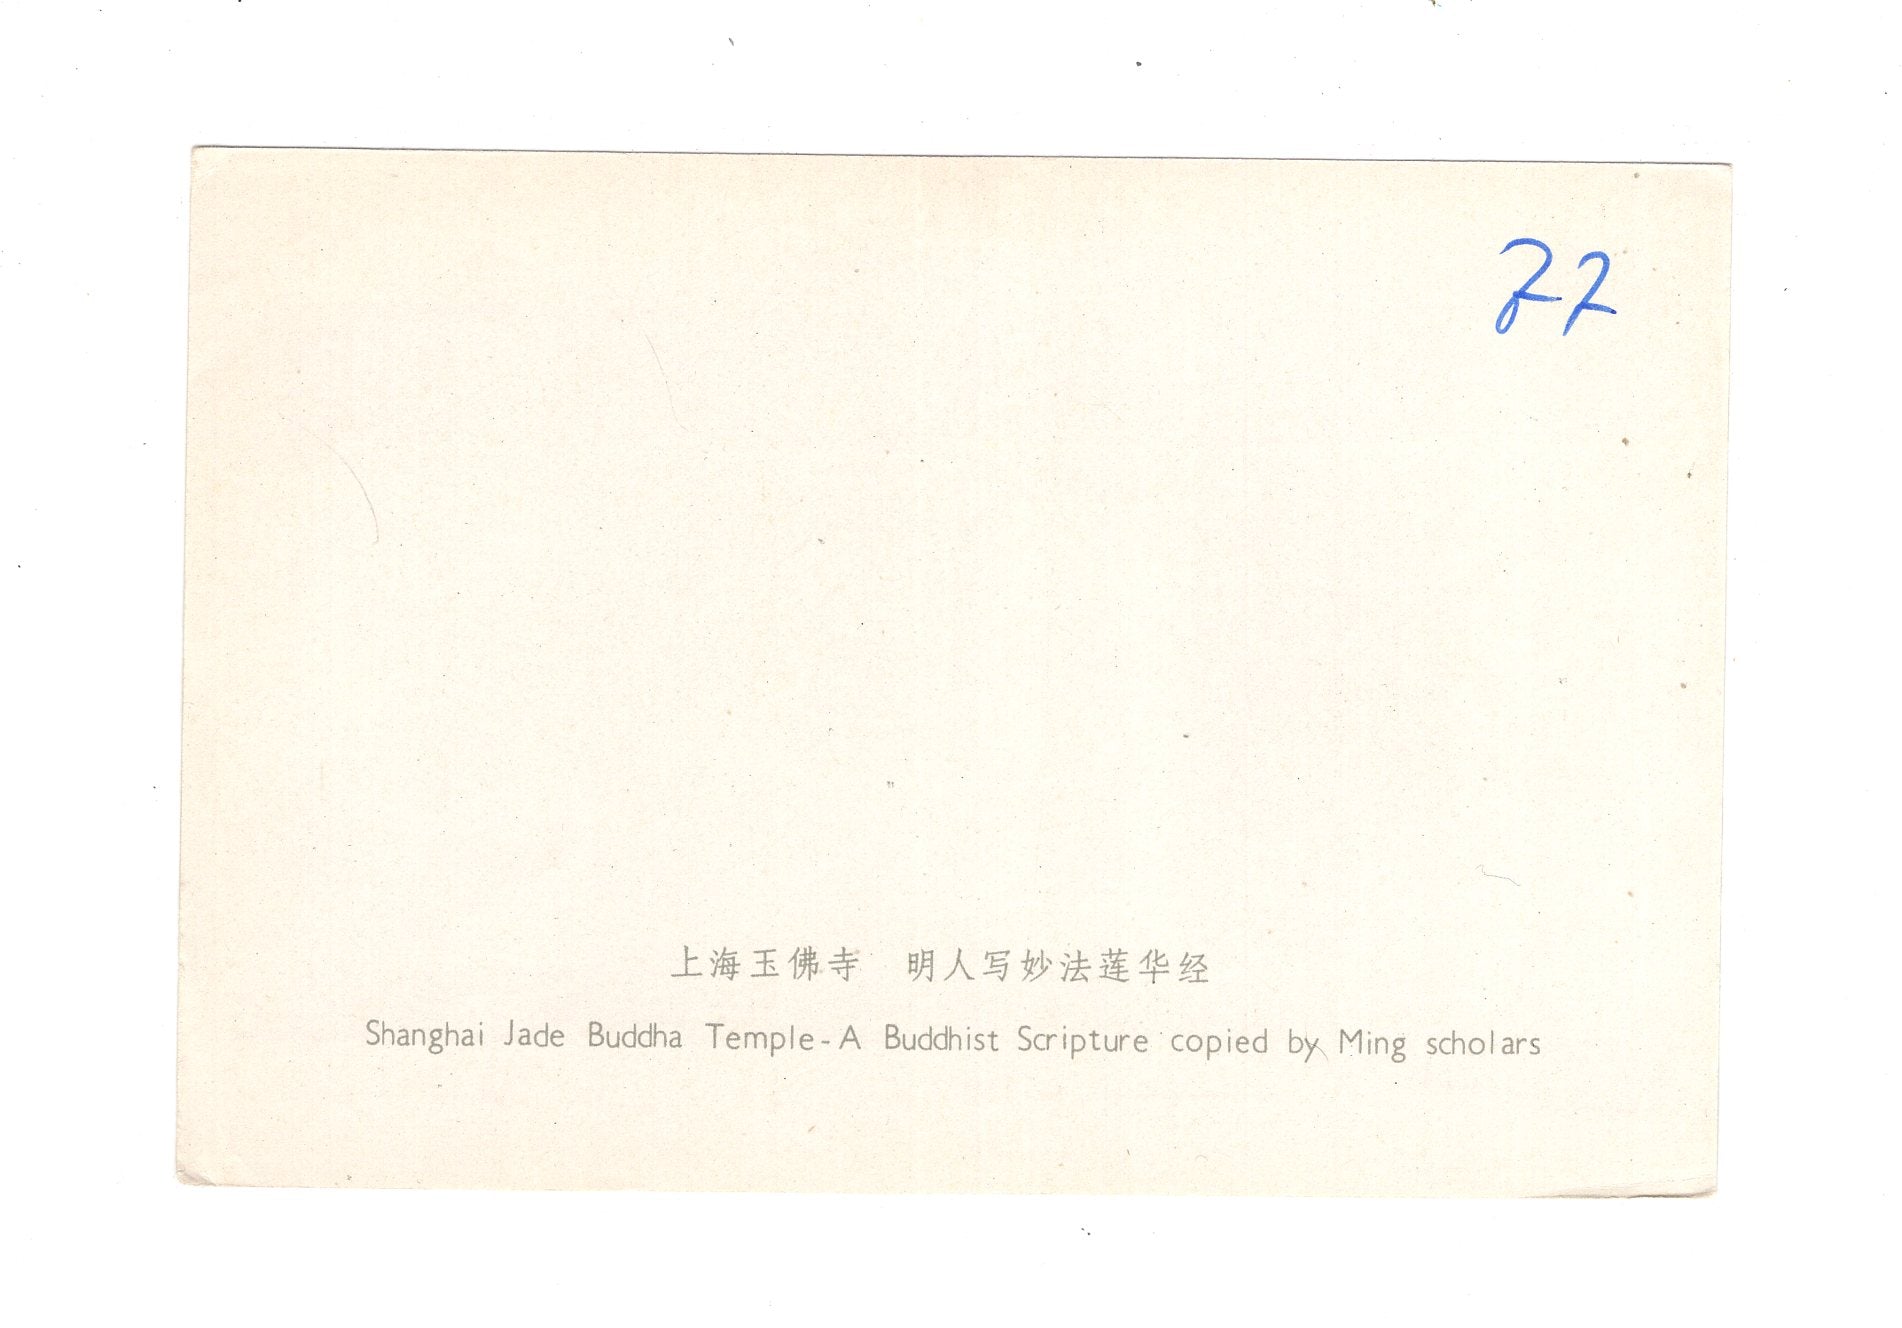 22
上海玉佛寺 明人写妙法莲华经
Shanghai Jade Buddha Temple-A Buddhist Scripture copied by Ming scholars